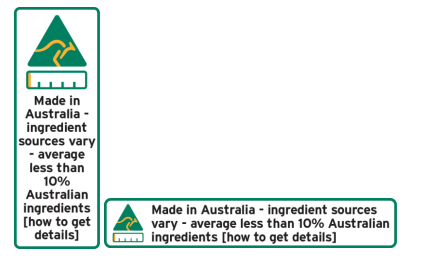 Made in
Australia -
ingredient
sources vary
- average
less than
10%
Australian
ingredients
[how to get
details]
Made in Australia - ingredient sources
vary - average less than 10% Australian
ingredients [how to get details]